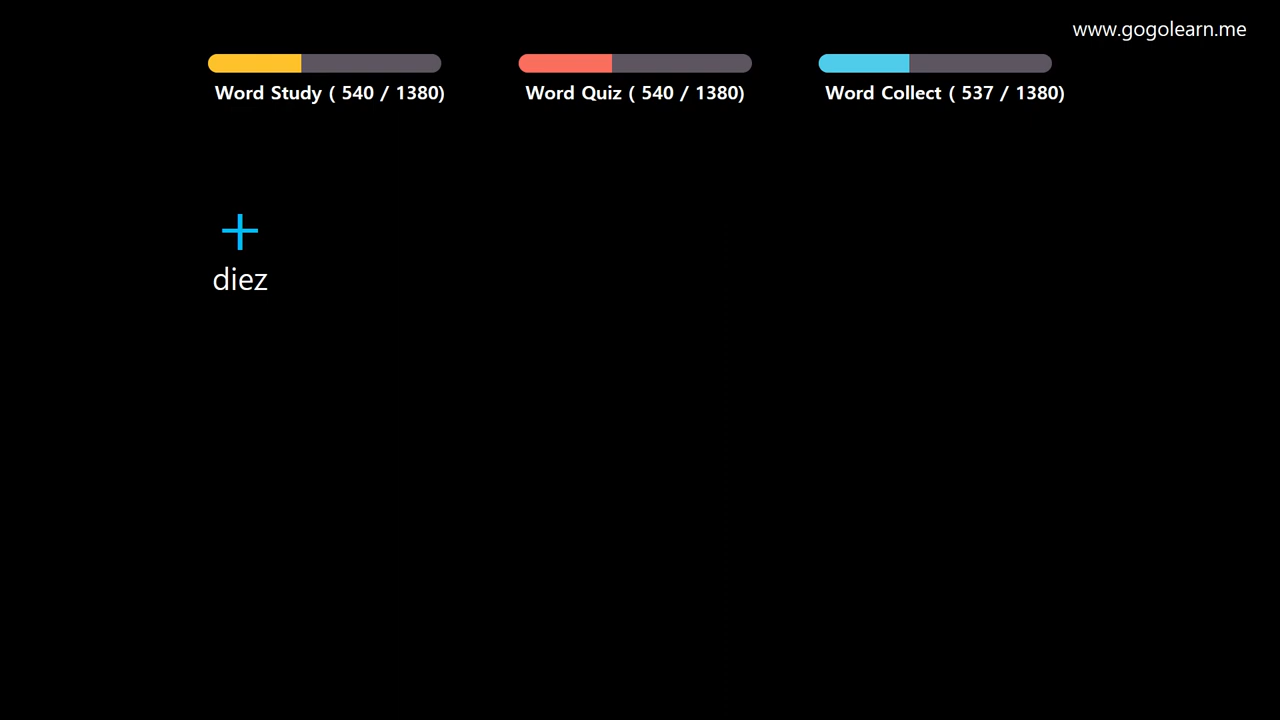 www.gogolearn.me
Word Study ( 540 / 1380)
Word Quiz ( 540 / 1380)
Word Collect ( 537 / 1380)
+
diez